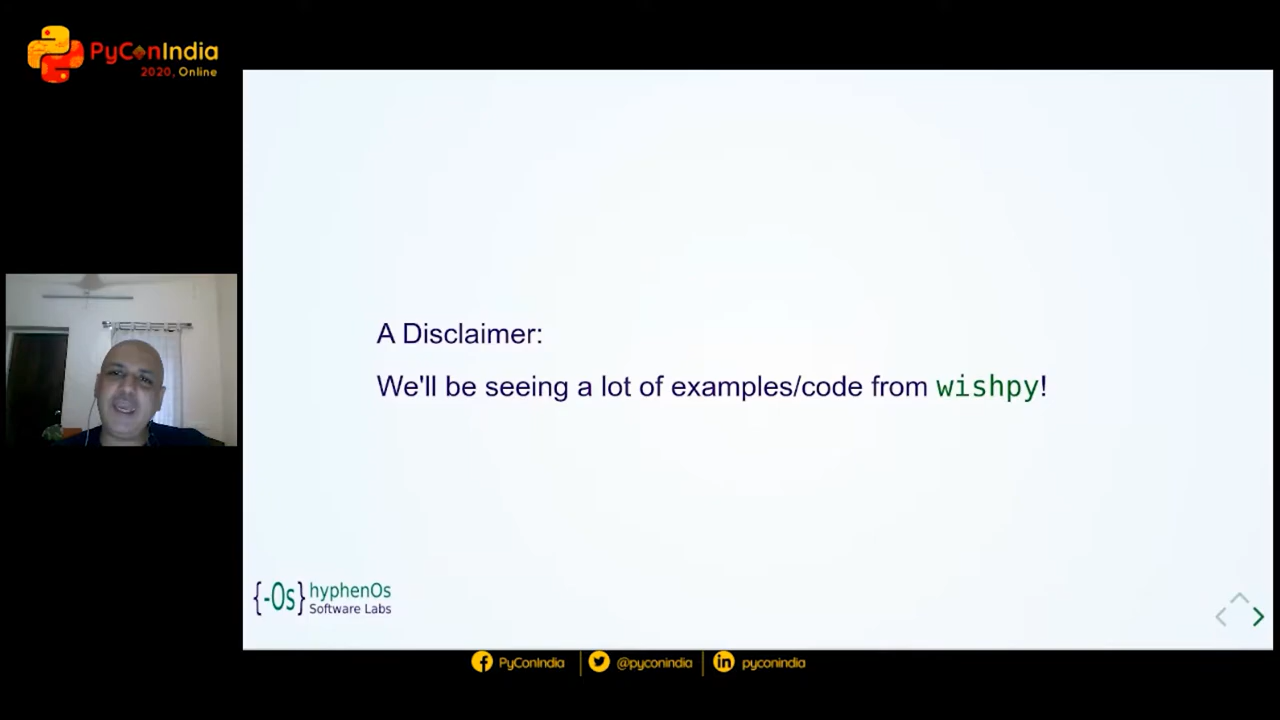 PyConIndia
2020, Online
A Disclaimer:
We'll be seeing a lot of examples/code from wishpy!
{-Os} hyphenOs
Software Labs
PyConIndia
@pyconindia
in pyconindia